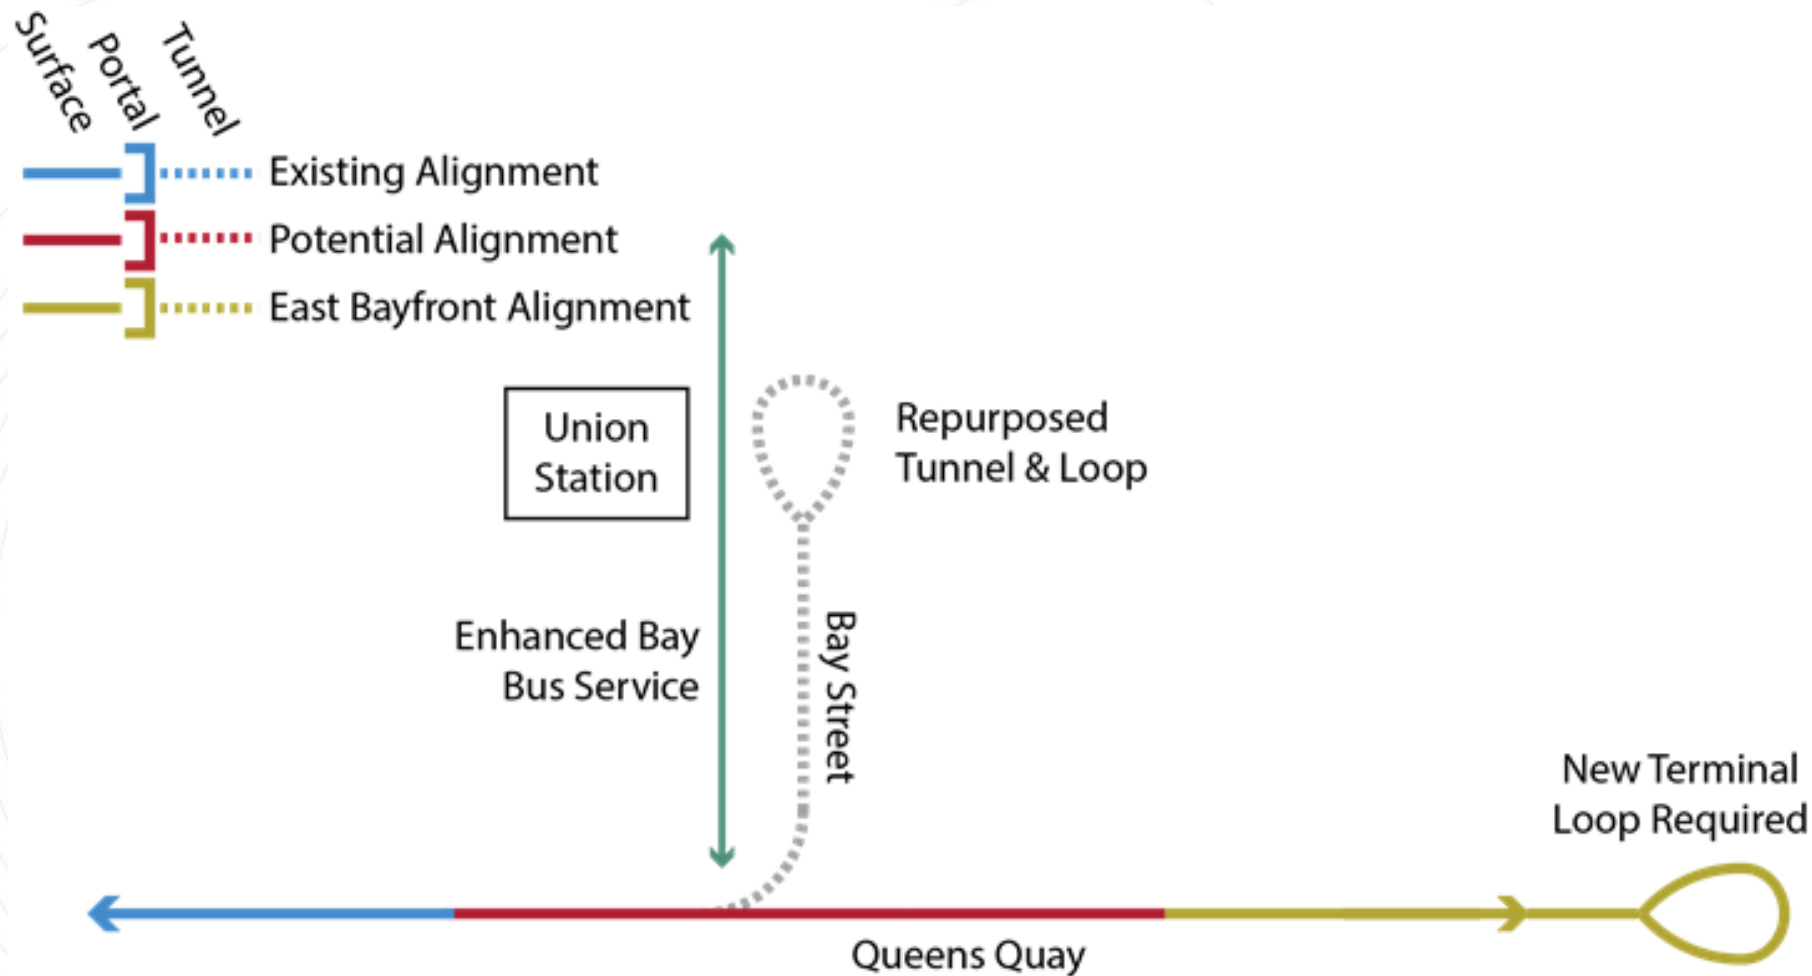 Surface
Portal
Tunnel
Existing Alignment
Potential Alignment
East Bayfront Alignment
Union
Station
Repurposed
Tunnel & Loop
Enhanced Bay
Bus Service
Bay Street
New Terminal
Loop Required
Queens Quay